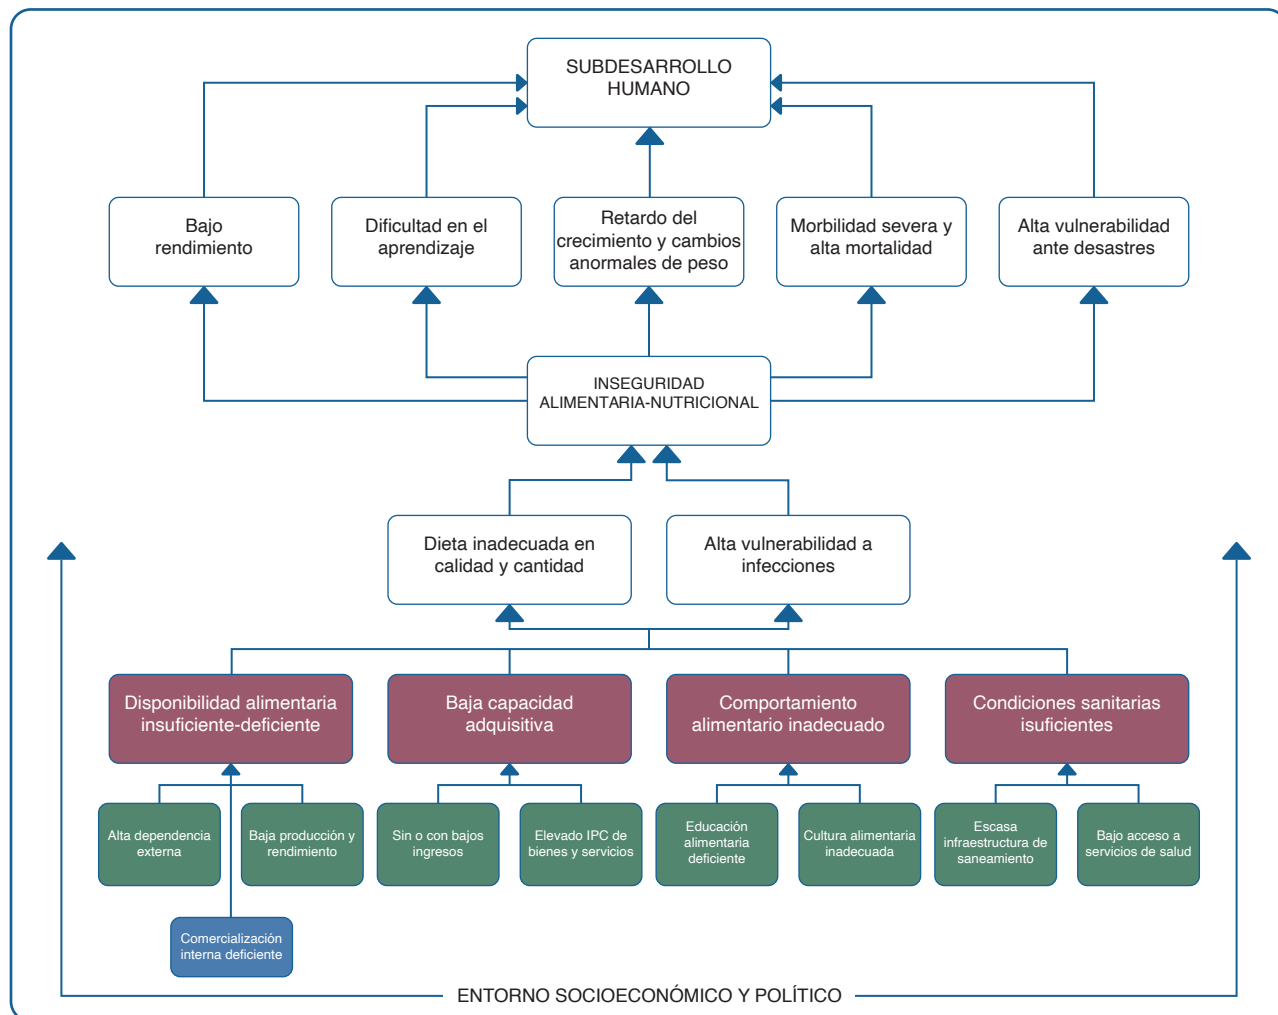 SUBDESARROLLO
HUMANO
Bajo
rendimiento
Dificultad en el
aprendizaje
Retardo del
crecimiento y cambios
anormales de peso
Morbilidad severa y
alta mortalidad
Alta vulnerabilidad
ante desastres
INSEGURIDAD
ALIMENTARIA-NUTRICIONAL
Dieta inadecuada en
calidad y cantidad
Alta vulnerabilidad a
infecciones
Disponibilidad alimentaria
insuficiente-deficiente
Baja capacidad
adquisitiva
Comportamiento
alimentario inadecuado
Condiciones sanitarias
isuficientes
Alta dependencia
externa
Baja producción y
rendimiento
Sin o con bajos
ingresos
Elevado IPC de
bienes y servicios
Educación
alimentaria
deficiente
Cultura alimentaria
inadecuada
Escasa
infraestructura de
saneamiento
Bajo acceso a
servicios de salud
Comercialización
interna deficiente
ENTORNO SOCIOECONÓMICO Y POLÍTICO